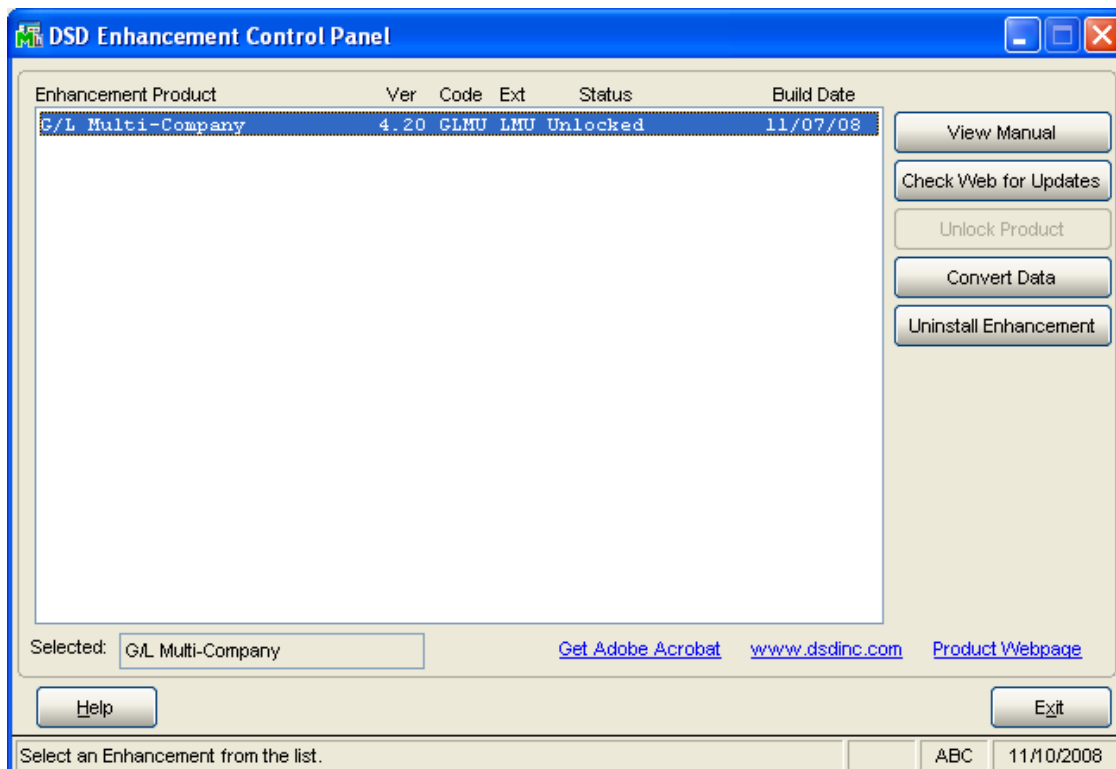 DSD Enhancement Control Panel
Enhancement Product Ver Code Ext Status Build Date
G/L Multi-Company 4.20 GLMU LMU Unlocked 11/07/08
View Manual
Check Web for Updates
Unlock Product
Convert Data
Uninstall Enhancement
Selected: G/L Multi-Company Get Adobe Acrobat www.dsdinc.com Product Webpage
Help Exit
Select an Enhancement from the list. ABC 11/10/2008